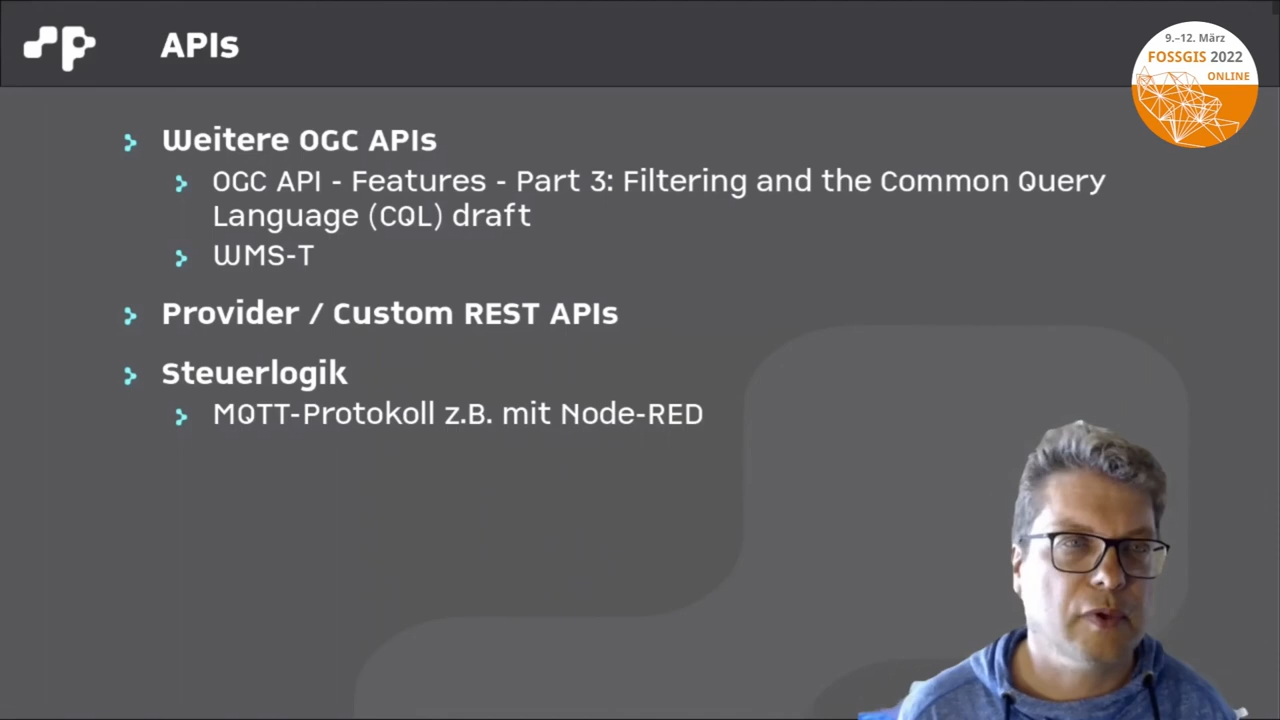 APIs
9.–12. März
FOSSGIS 2022
ONLINE
Weitere OGC APIs
OGC API - Features - Part 3: Filtering and the Common Query
Language (CQL) draft
WMS-T
Provider / Custom REST APIs
Steuerlogik
MQTT-Protokoll z.B. mit Node-RED